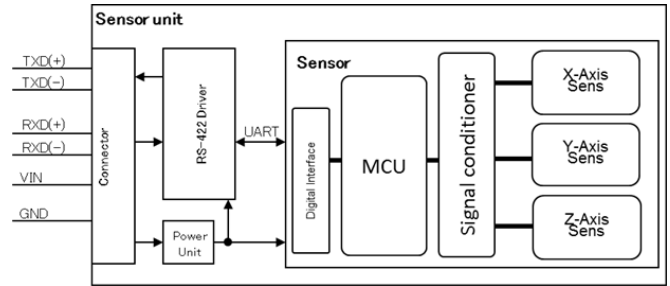 Sensor unit
TXD(+)
TXD(-)
RXD(+)
RXD(-)
VIN
GND
Connector
RS-422 Driver
Power
Unit
UART
Sensor
Digital Interface
MCU
Signal conditioner
X-Axis
Sens
Y-Axis
Sens
Z-Axis
Sens